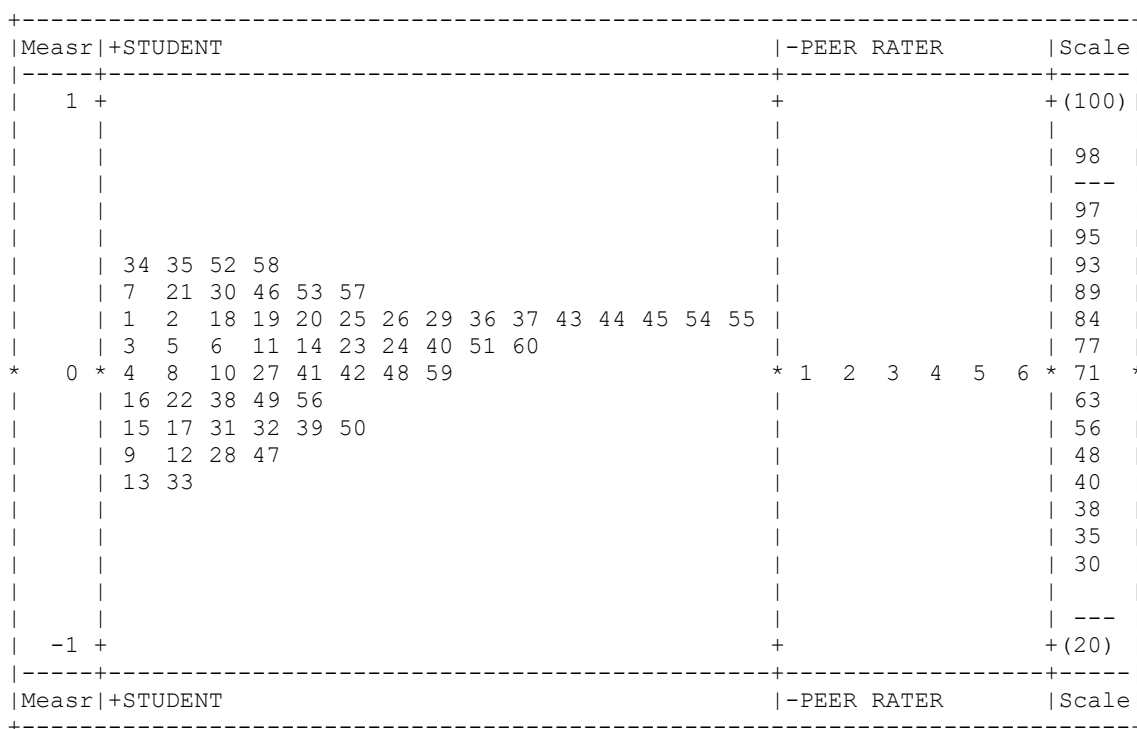 +---------------------------------------------------------------------------------
|Measr|+STUDENT |-PEER RATER |Scale
|-----+--------------------------------------------------+-------------------+-----
| 1 + + +(100)|
| | | |
| | | | 98 |
| | | | --- |
| | | | 97 |
| | | | 95 |
| | 34 35 52 58 | | 93 |
| | 7 21 30 46 53 57 | | 89 |
| | 1 2 18 19 20 25 26 29 36 37 43 44 45 54 55 | | 84 |
| | 3 5 6 11 14 23 24 40 51 60 | | 77 |
* 0 * 4 8 10 27 41 42 48 59 * 1 2 3 4 5 6 * 71 *
| | 16 22 38 49 56 | | 63 |
| | 15 17 31 32 39 50 | | 56 |
| | 9 12 28 47 | | 48 |
| | 13 33 | | 40 |
| | | | 38 |
| | | | 35 |
| | | | 30 |
| | | | |
| | | | --- |
| -1 + + +(20) |
|-----+--------------------------------------------------+-------------------+-----
|Measr|+STUDENT |-PEER RATER |Scale
+---------------------------------------------------------------------------------